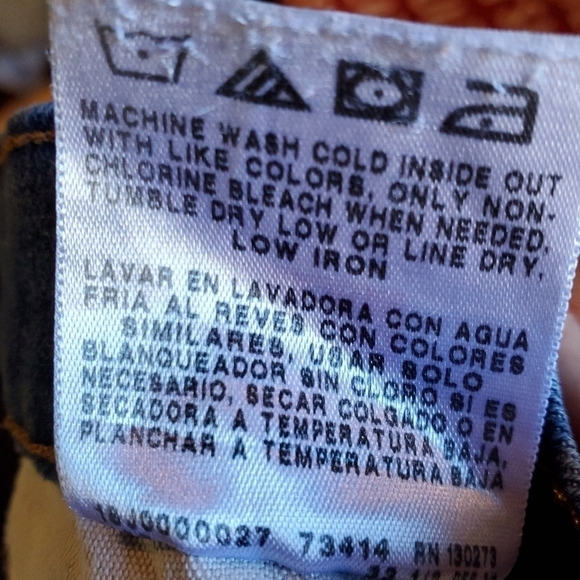 MACHINE WASH COLD INSIDE OUT
WITH LIKE COLORS, ONLY NON-
CHLORINE BLEACH WHEN NEEDED.
TUMBLE DRY LOW OR LINE DRY,
LOW IRON
LAVAR EN LAVADORA CON AGUA
FRIA AL REVES CON COLORES
SIMILARES, USAR SOLO
BLANQUEADOR SIN CLORO SI ES
NECESARIO, SECAR COLGADO O EN
SECADORA A TEMPERATURA BAJA,
PLANCHAR A TEMPERATURA BAJA
73414 RN 130273